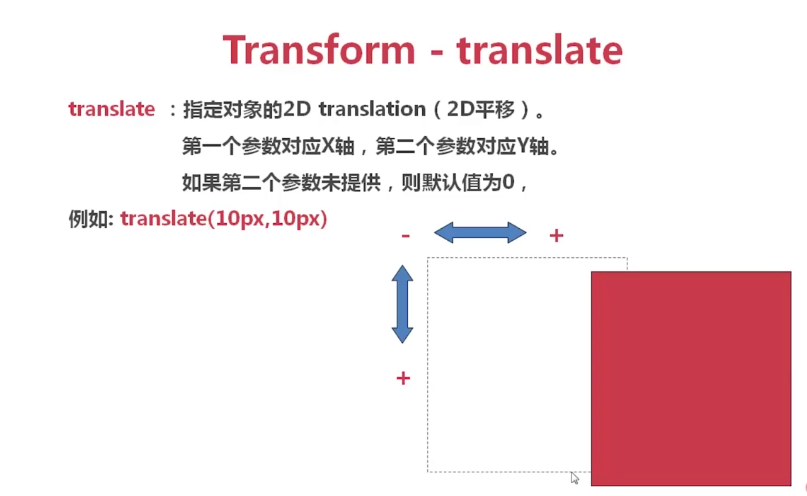 Transform - translate
translate ：指定对象的2D translation（2D平移）。
第一个参数对应X轴，第二个参数对应Y轴。
如果第二个参数未提供，则默认值为0，
例如: translate(10px,10px)
- +
+